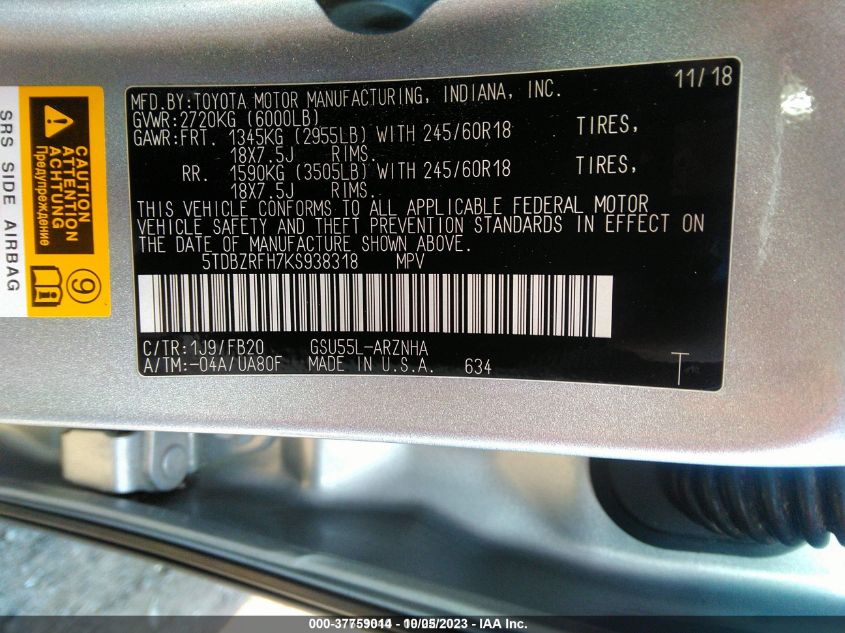 11/18
MFD.BY:TOYOTA MOTOR MANUFACTURING, INDIANA, INC.
GVWR:2720KG (6000LB)
GAWR:FRT. 1345KG (2955LB) WITH 245/60R18 TIRES,
18X7.5J RIMS.
RR. 1590KG (3505LB) WITH 245/60R18 TIRES,
18X7.5J RIMS.
THIS VEHICLE CONFORMS TO ALL APPLICABLE FEDERAL MOTOR
VEHICLE SAFETY AND THEFT PREVENTION STANDARDS IN EFFECT ON
THE DATE OF MANUFACTURE SHOWN ABOVE.
5TDBZRFH7KS938318 MPV
C/TR:1J9/FB20 GSU55L-ARZNHA
A/TM:-04A/UA80F MADE IN U.S.A. 634
T
CAUTION
ATTENTION
ACHTUNG
Предупреждение
9
SRS SIDE AIRBAG
000-37759014 - 10/05/2023 - IAA Inc.